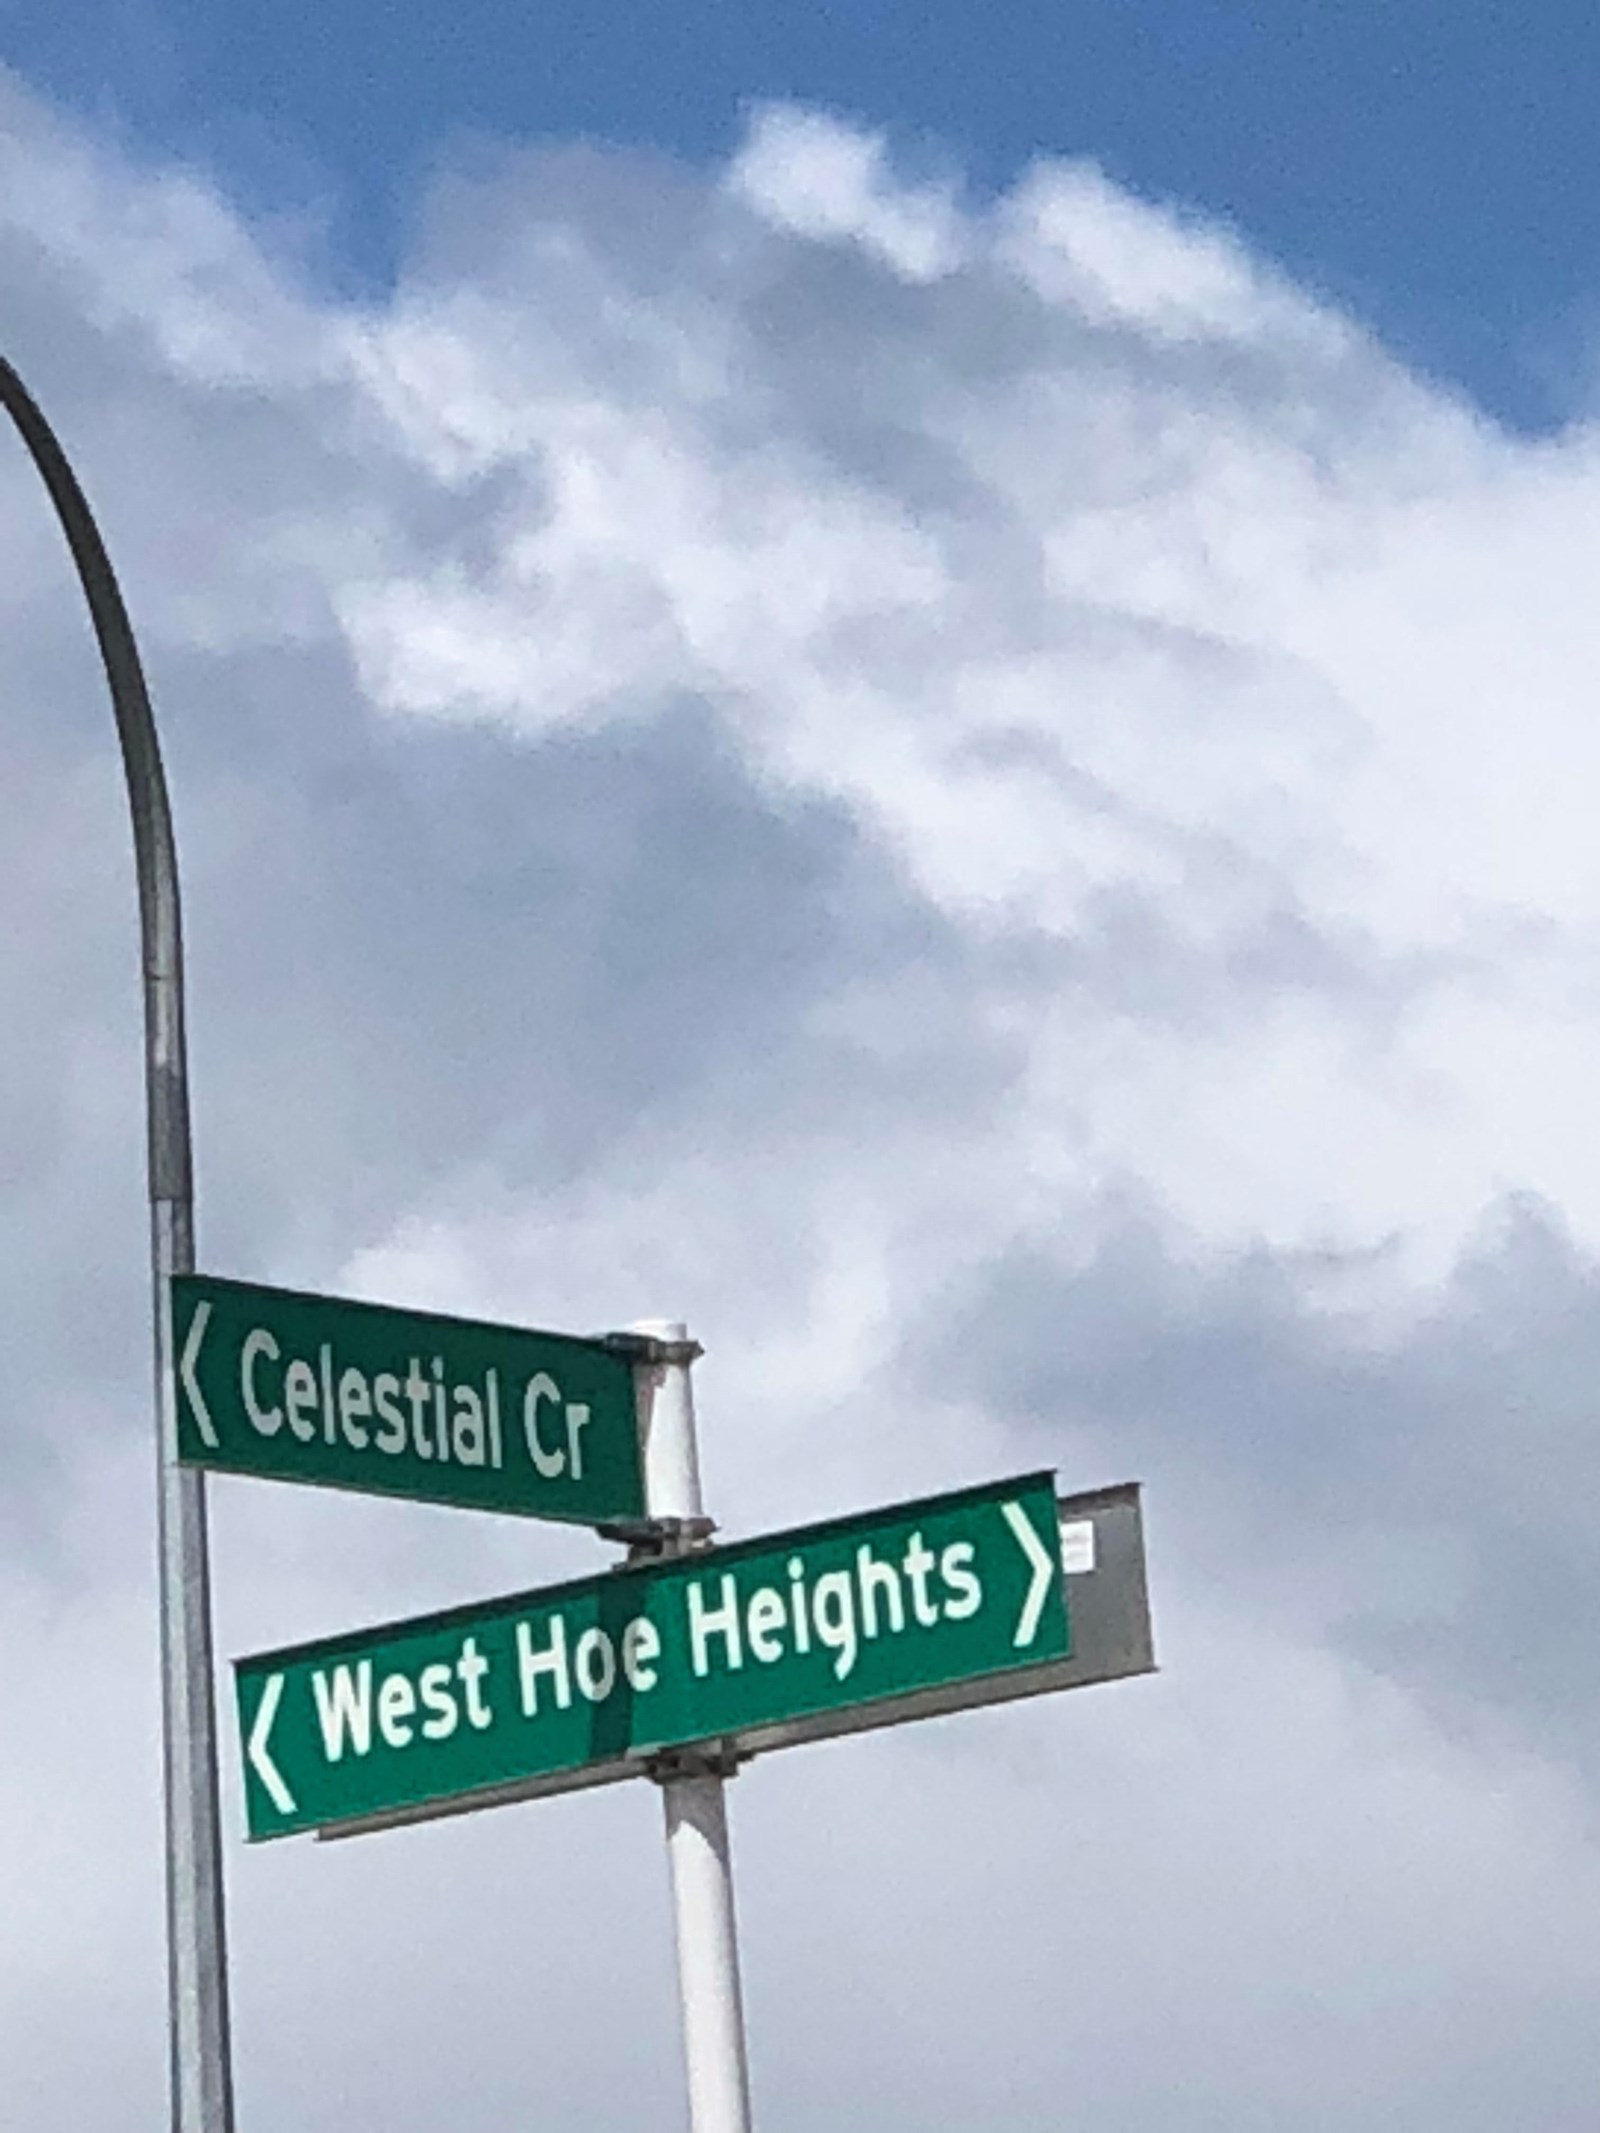 < Celestial Cr
< West Hoe Heights >